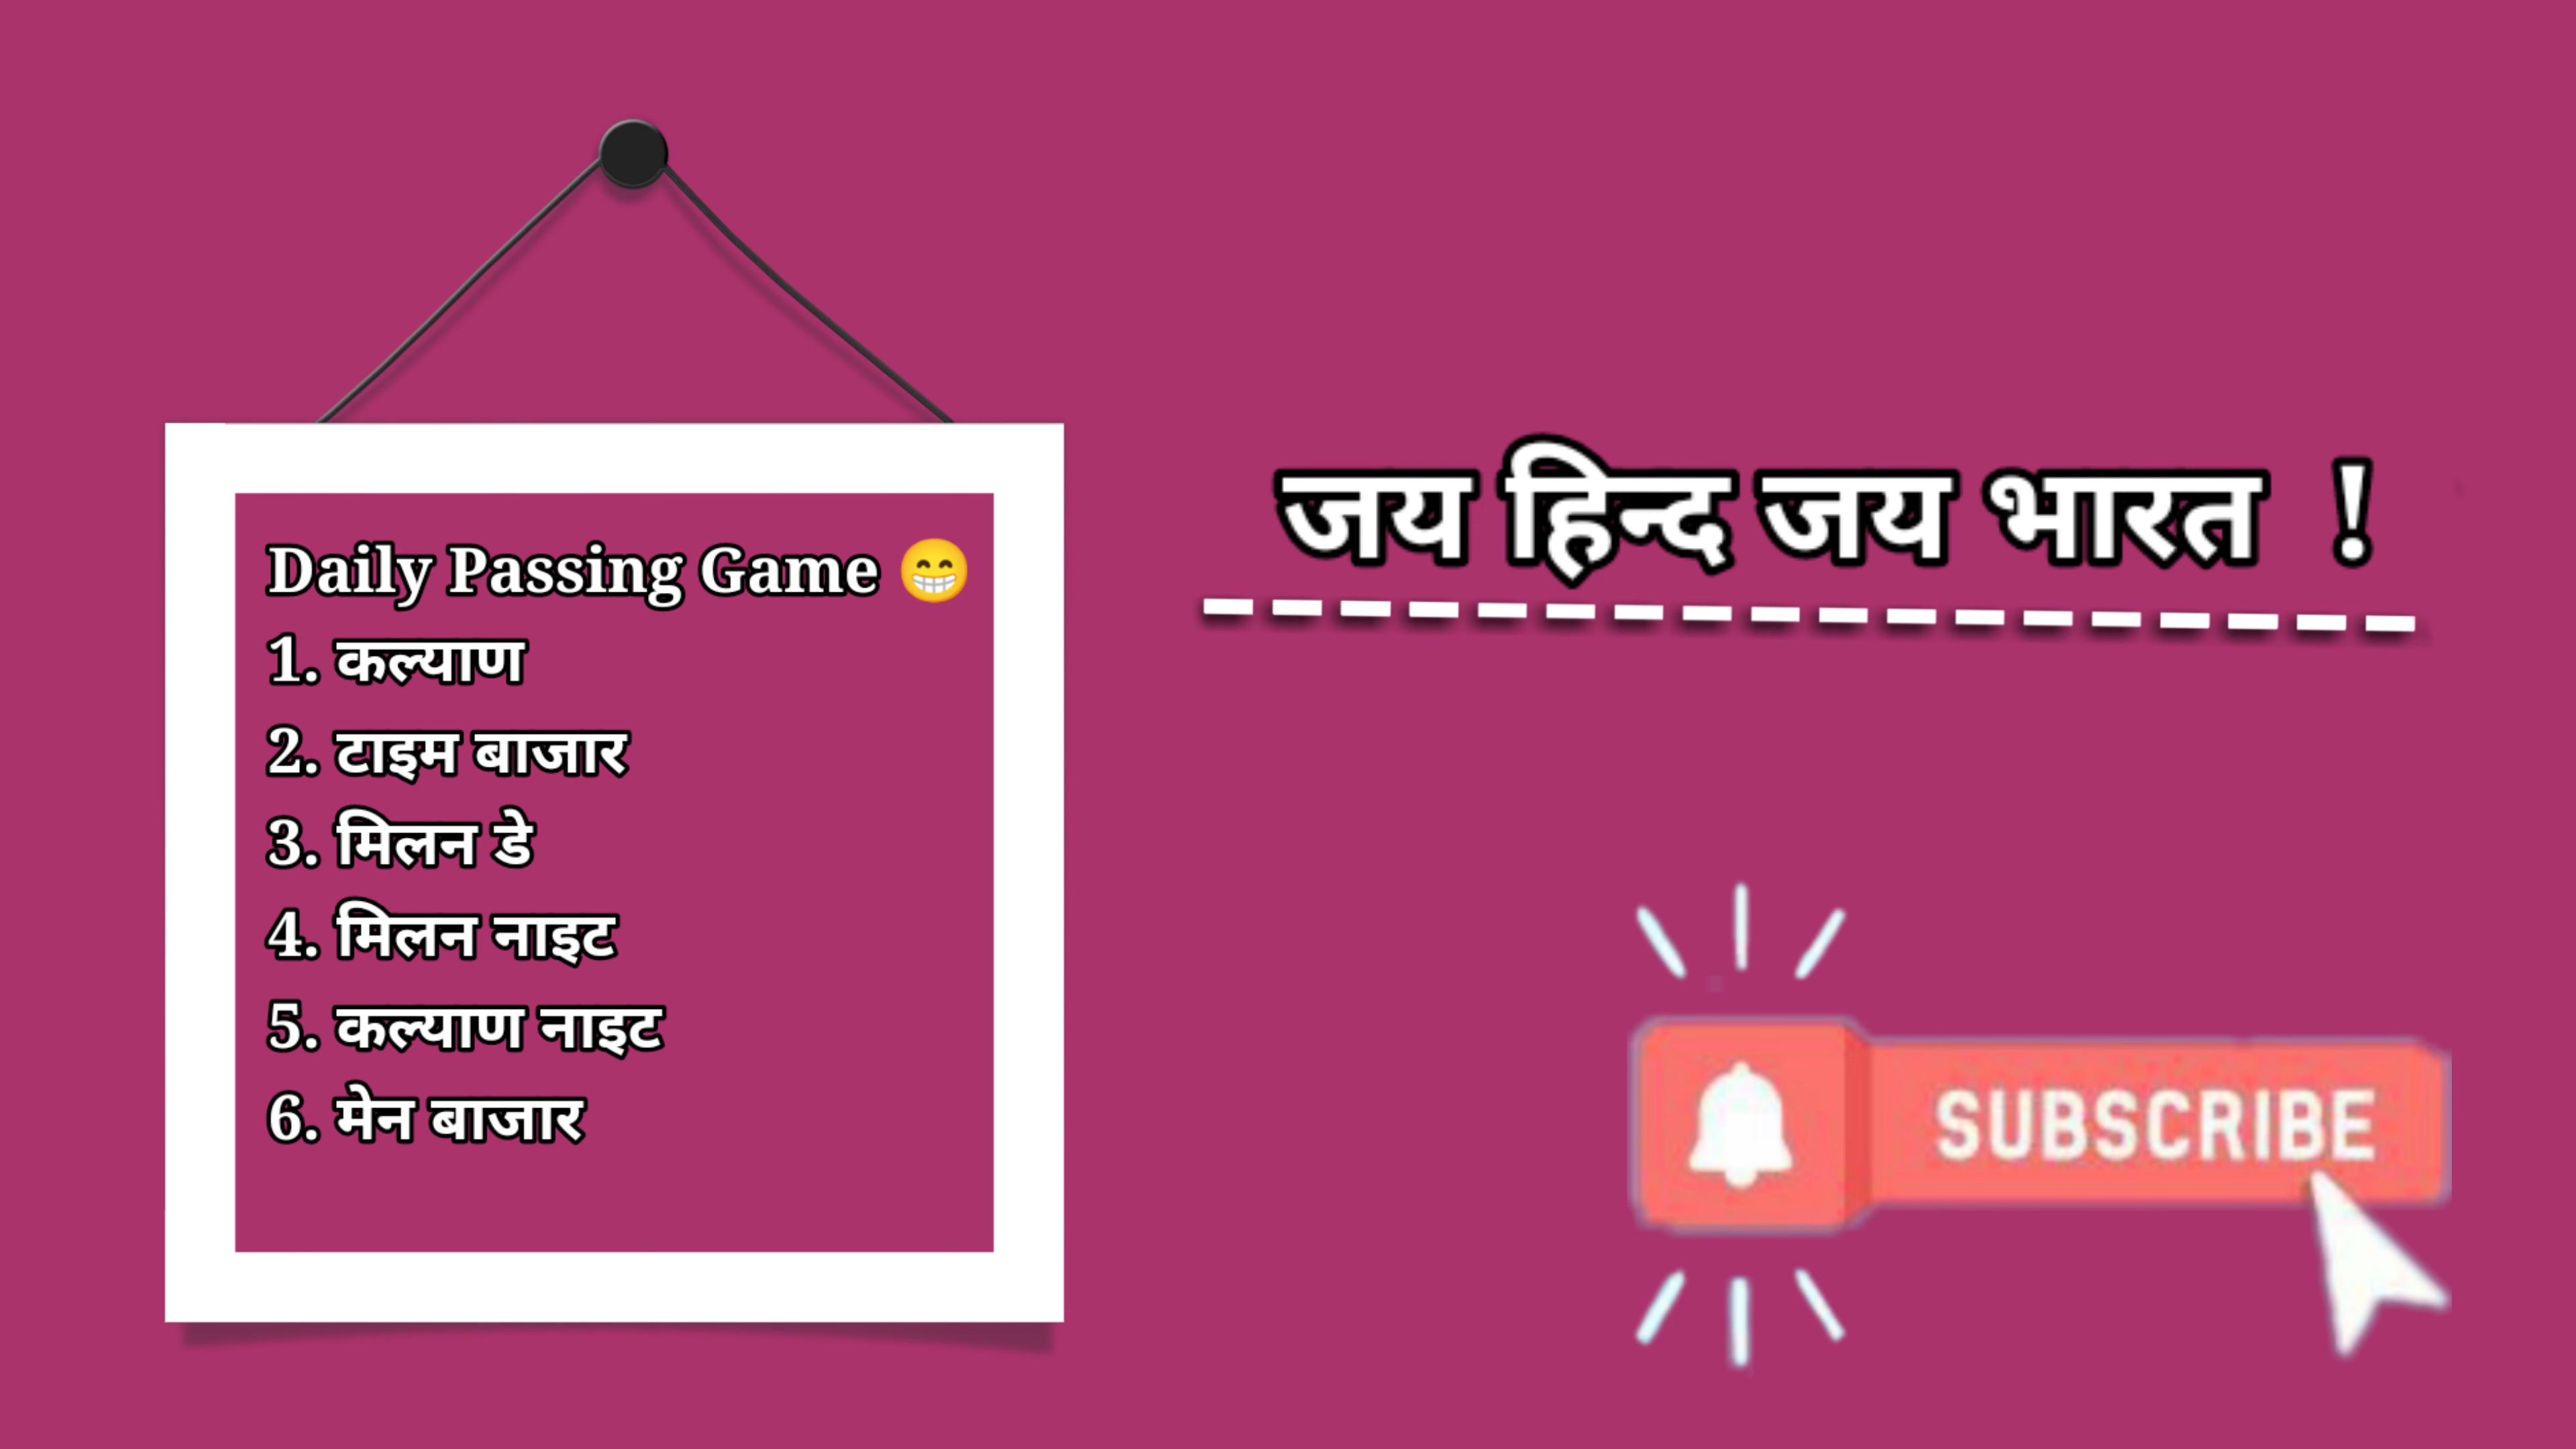 Daily Passing Game 😁
1. कल्याण
2. टाइम बाजार
3. मिलन डे
4. मिलन नाइट
5. कल्याण नाइट
6. मेन बाजार
जय हिन्द जय भारत !
SUBSCRIBE